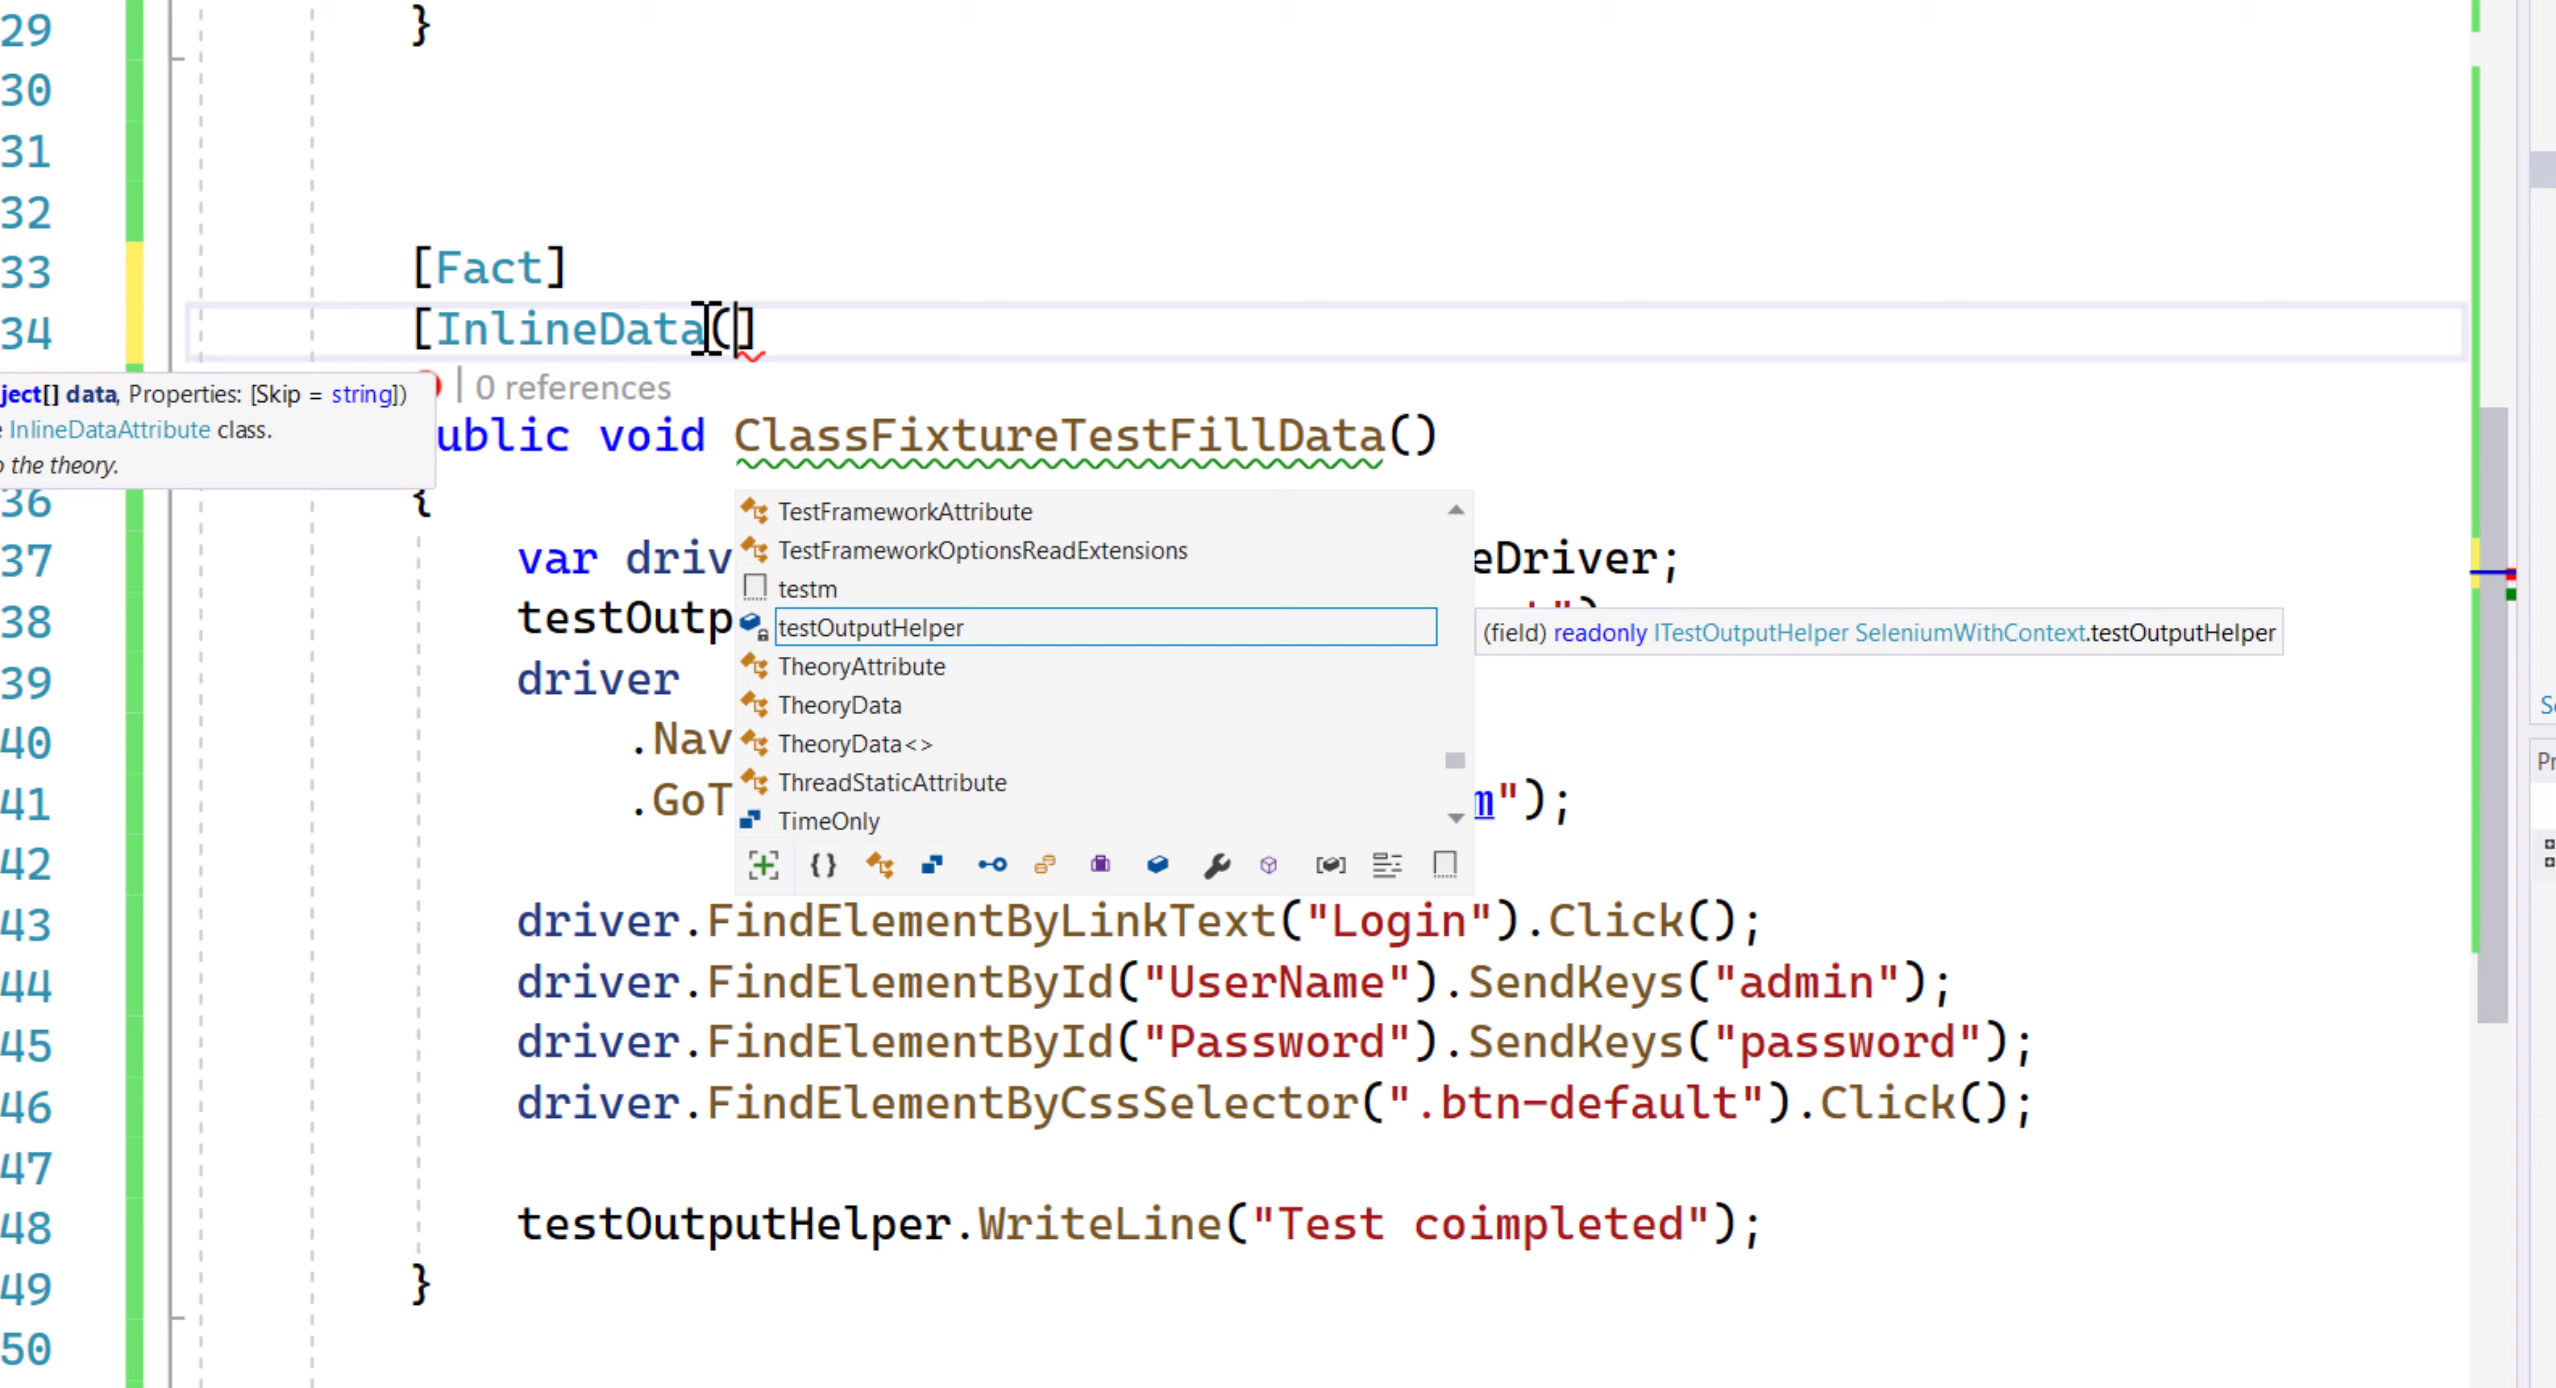 29 }
30
31
32
33 [Fact]
34 [InlineData(]
0 references
ject[] data, Properties: [Skip = string])
e InlineDataAttribute class.
o the theory.
ublic void ClassFixtureTestFillData()
36 {
TestFrameworkAttribute
TestFrameworkOptionsReadExtensions
testm
testOutputHelper
TheoryAttribute
TheoryData
TheoryData<>
ThreadStaticAttribute
TimeOnly
(field) readonly ITestOutputHelper SeleniumWithContext.testOutputHelper
37 var driv eDriver;
38 testOutp
39 driver
40 .Nav
41 .GoT m");
42
43 driver.FindElementByLinkText("Login").Click();
44 driver.FindElementById("UserName").SendKeys("admin");
45 driver.FindElementById("Password").SendKeys("password");
46 driver.FindElementByCssSelector(".btn-default").Click();
47
48 testOutputHelper.WriteLine("Test coimpleted");
49 }
50
Se
Pr